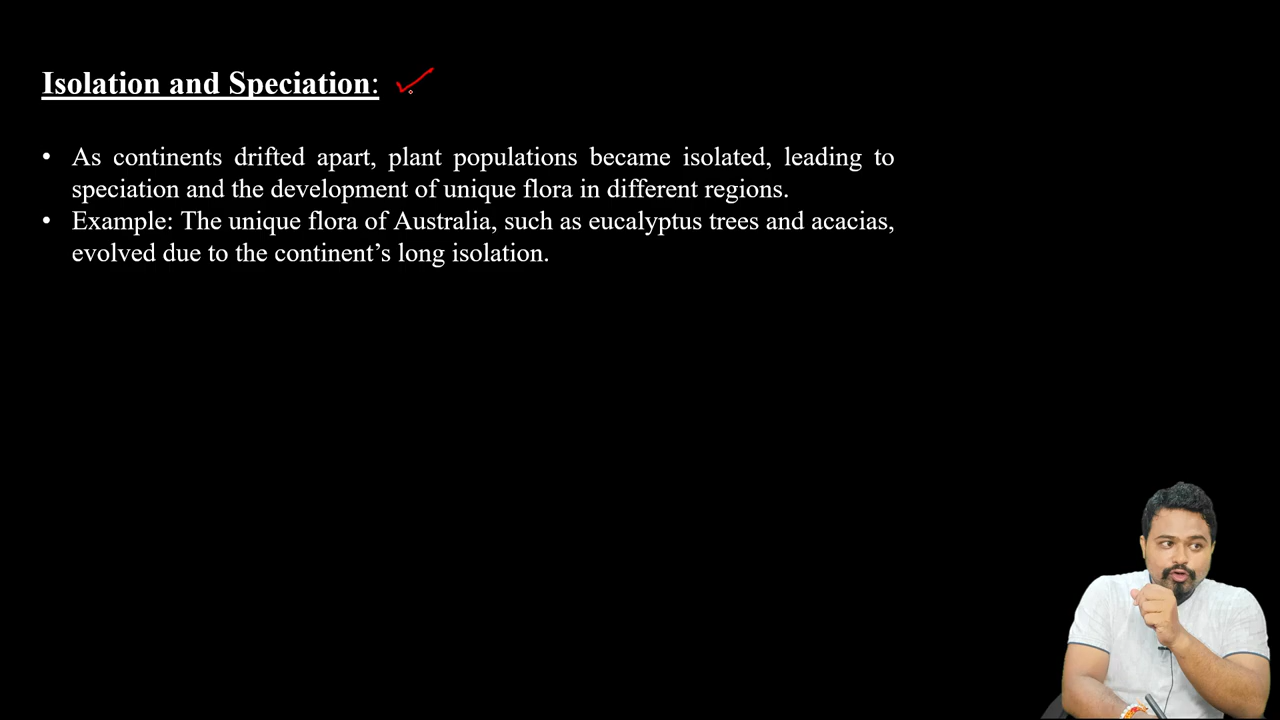 Isolation and Speciation:
• As continents drifted apart, plant populations became isolated, leading to
speciation and the development of unique flora in different regions.
• Example: The unique flora of Australia, such as eucalyptus trees and acacias,
evolved due to the continent’s long isolation.